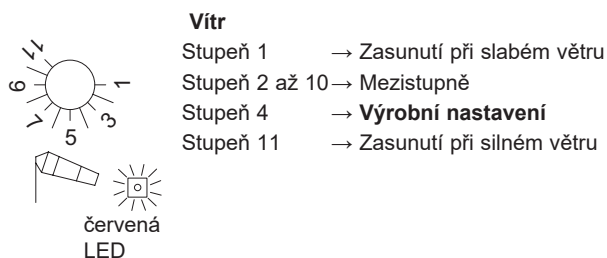 Vítr
Stupeň 1 → Zasunutí při slabém větru
Stupeň 2 až 10 → Mezistupně
Stupeň 4 → Výrobní nastavení
Stupeň 11 → Zasunutí při silném větru
11
9
7
5
3
1
červená
LED